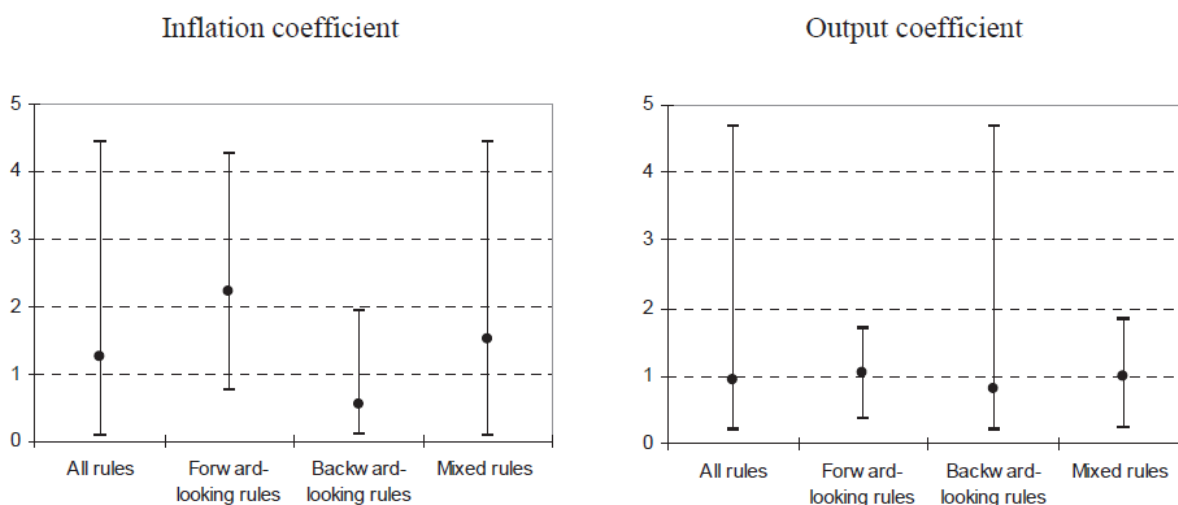 Inflation coefficient
5
4
3
2
1
0
All rules
Forw ard-
looking rules
Backw ard-
looking rules
Mixed rules
Output coefficient
5
4
3
2
1
0
All rules
Forw ard-
looking rules
Backw ard-
looking rules
Mixed rules